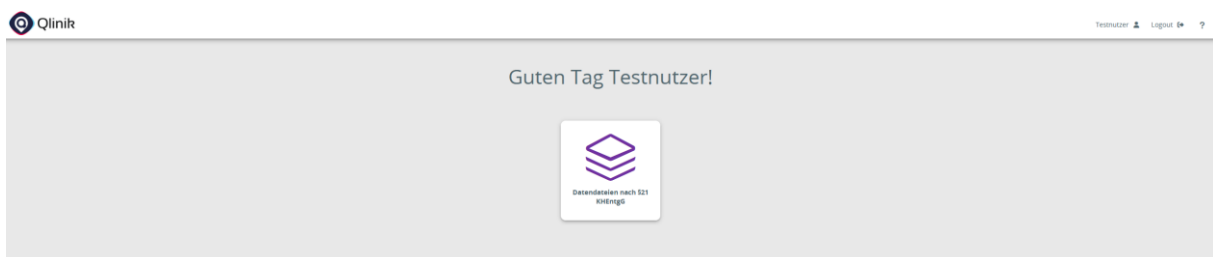 Qlinik
Testnutzer Logout ?
Guten Tag Testnutzer!
Datendateien nach §21
KHEntgG